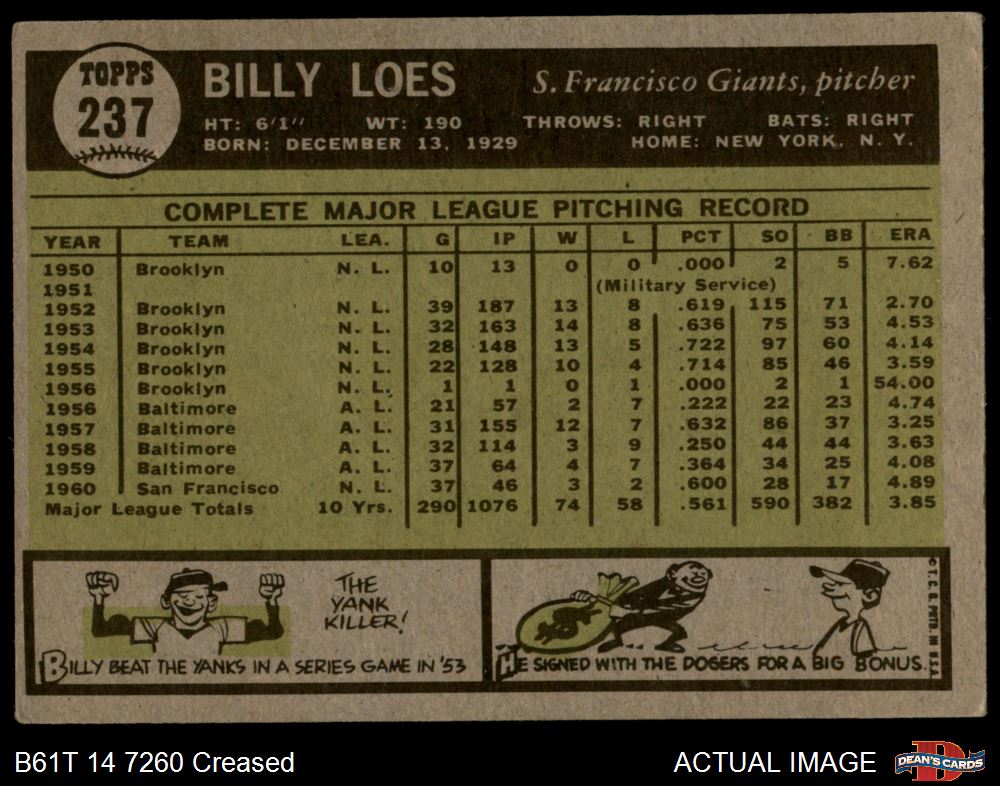 TOPPS
237
BILLY LOES
S. Francisco Giants, pitcher
HT: 6'1" WT: 190 THROWS: RIGHT BATS: RIGHT
BORN: DECEMBER 13, 1929 HOME: NEW YORK, N. Y.
COMPLETE MAJOR LEAGUE PITCHING RECORD
YEAR TEAM LEA. G IP W L PCT SO BB ERA
1950 Brooklyn N. L. 10 13 0 0 .000 2 5 7.62
1951 (Military Service)
1952 Brooklyn N. L. 39 187 13 8 .619 115 71 2.70
1953 Brooklyn N. L. 32 163 14 8 .636 75 53 4.53
1954 Brooklyn N. L. 28 148 13 5 .722 97 60 4.14
1955 Brooklyn N. L. 22 128 10 4 .714 85 46 3.59
1956 Brooklyn N. L. 1 1 0 1 .000 2 1 54.00
1956 Baltimore A. L. 21 57 2 7 .222 22 23 4.74
1957 Baltimore A. L. 31 155 12 7 .632 86 37 3.25
1958 Baltimore A. L. 32 114 3 9 .250 44 44 3.63
1959 Baltimore A. L. 37 64 4 7 .364 34 25 4.08
1960 San Francisco N. L. 37 46 3 2 .600 28 17 4.89
Major League Totals 10 Yrs. 290 1076 74 58 .561 590 382 3.85
THE
YANK
KILLER!
BILLY BEAT THE YANKS IN A SERIES GAME IN '53
HE SIGNED WITH THE DOGERS FOR A BIG BONUS.
© T. C. G. PRTD. IN U.S.A.
B61T 14 7260 Creased
ACTUAL IMAGE
DEAN'S CARDS